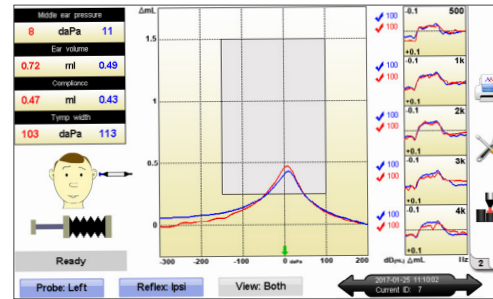 Middle ear pressure
8 daPa 11
Ear volume
0.72 ml 0.49
Complianco
0.47 ml 0.43
Tymp width
103 daPa 113
Ready
Probe: Left
Reflex: Ipsi
View: Both
ΔmL
1.5
1.0
0.5
0
-300 -200 -100 0 daPa 100 200
100
100
100
100
100
100
100
100
100
100
-0.1 500
+0.1
-0.1 1k
+0.1
-0.1 2k
+0.1
-0.1 3k
+0.1
-0.1 4k
+0.1
ΔmL Hz
2017-01-25 11:10:02
Current ID: 7
2